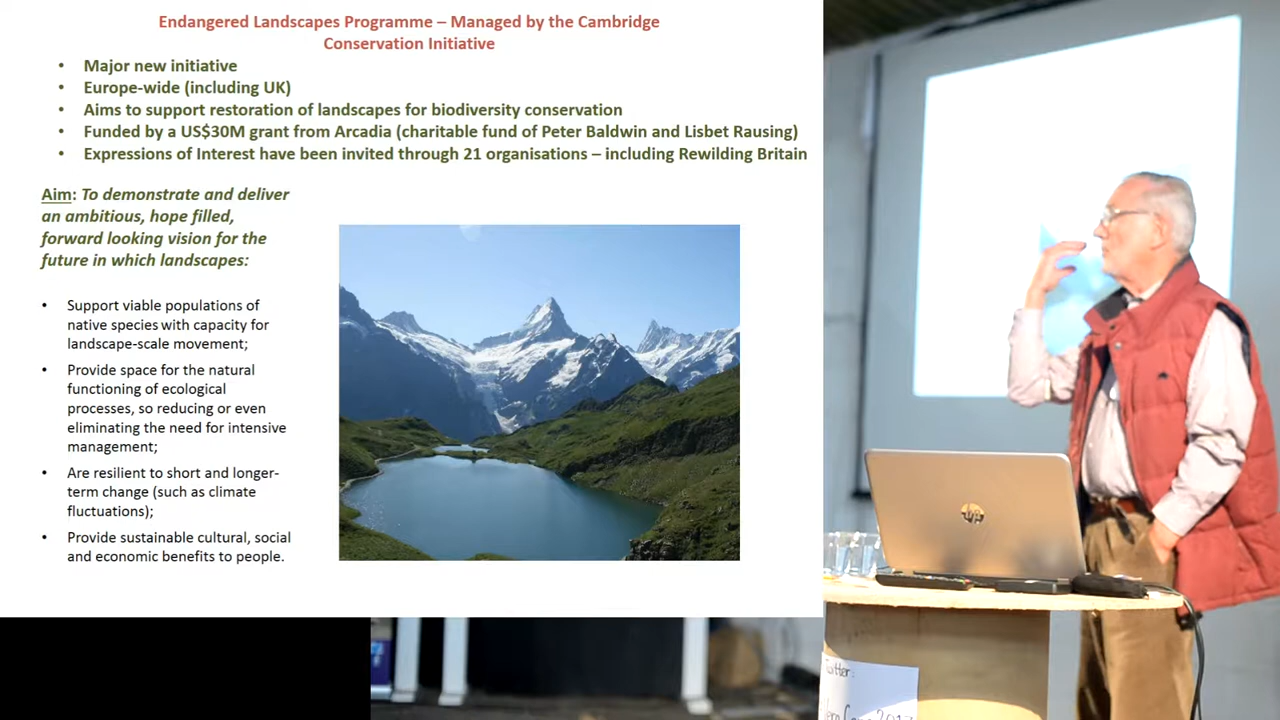 Endangered Landscapes Programme – Managed by the Cambridge
Conservation Initiative
• Major new initiative
• Europe-wide (including UK)
• Aims to support restoration of landscapes for biodiversity conservation
• Funded by a US$30M grant from Arcadia (charitable fund of Peter Baldwin and Lisbet Rausing)
• Expressions of Interest have been invited through 21 organisations – including Rewilding Britain
Aim: To demonstrate and deliver
an ambitious, hope filled,
forward looking vision for the
future in which landscapes:
• Support viable populations of
native species with capacity for
landscape-scale movement;
• Provide space for the natural
functioning of ecological
processes, so reducing or even
eliminating the need for intensive
management;
• Are resilient to short and longer-
term change (such as climate
fluctuations);
• Provide sustainable cultural, social
and economic benefits to people.
hp